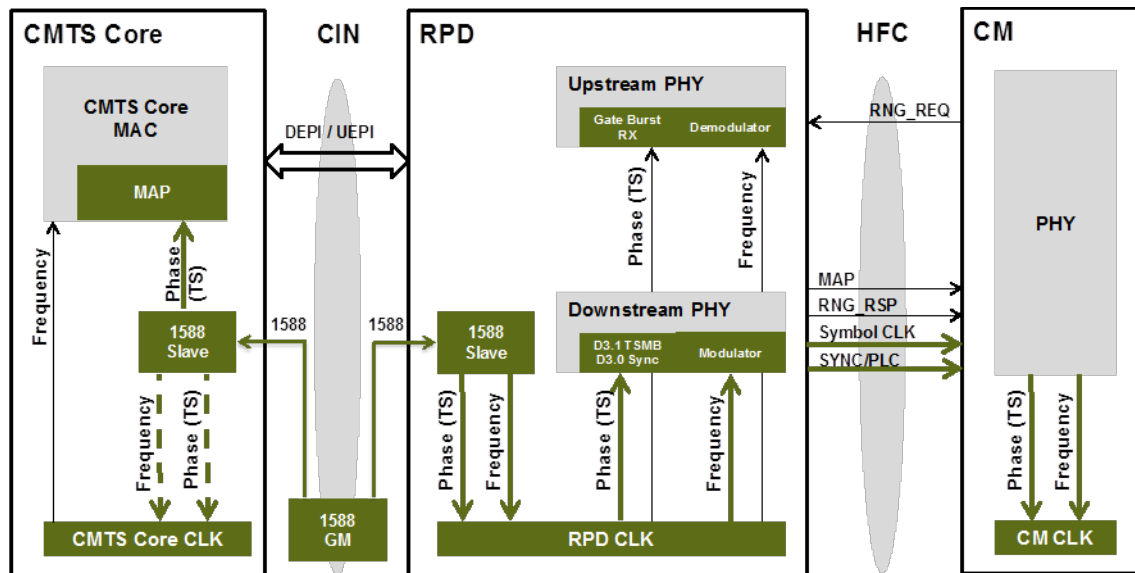 CMTS Core
CIN
RPD
HFC
CM
CMTS Core
MAC
MAP
Frequency
Phase
(TS)
1588
Slave
Frequency
Phase (TS)
CMTS Core CLK
DEPI / UEPI
1588
1588
1588
GM
Upstream PHY
Gate Burst
RX
Demodulator
Phase (TS)
Frequency
Downstream PHY
D3.1 TSMB
D3.0 Sync
Modulator
1588
Slave
Phase (TS)
Frequency
Phase (TS)
Frequency
RPD CLK
RNG_REQ
MAP
RNG_RSP
Symbol CLK
SYNC/PLC
PHY
Phase (TS)
Frequency
CM CLK